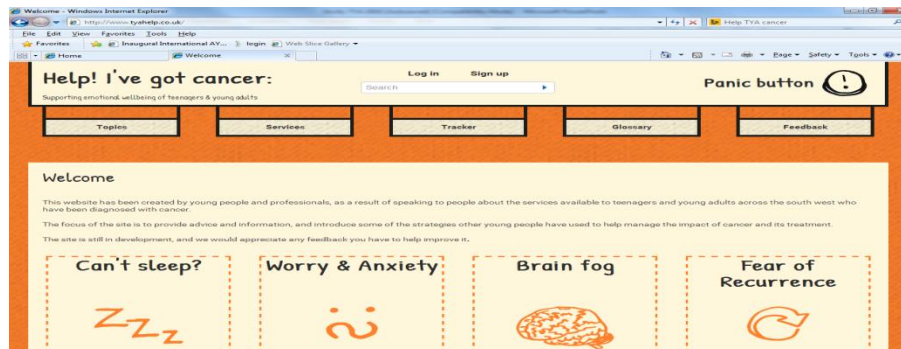 Welcome - Windows Internet Explorer
http://www.tyahelp.co.uk/
Help TYA cancer
File Edit View Favorites Tools Help
Favorites Inaugural International AY... login Web Slice Gallery
Home Welcome Page Safety Tools
Help! I've got cancer:
Log in Sign up
Search
Panic button
Supporting emotional wellbeing of teenagers & young adults
Topics Services Tracker Glossary Feedback
Welcome
This website has been created by young people and professionals, as a result of speaking to people about the services available to teenagers and young adults across the south west who
have been diagnosed with cancer.
The focus of the site is to provide advice and information, and introduce some of the strategies other young people have used to help manage the impact of cancer and its treatment.
The site is still in development, and we would appreciate any feedback you have to help improve it.
Can't sleep? Worry & Anxiety Brain fog Fear of
Recurrence
ZZZ